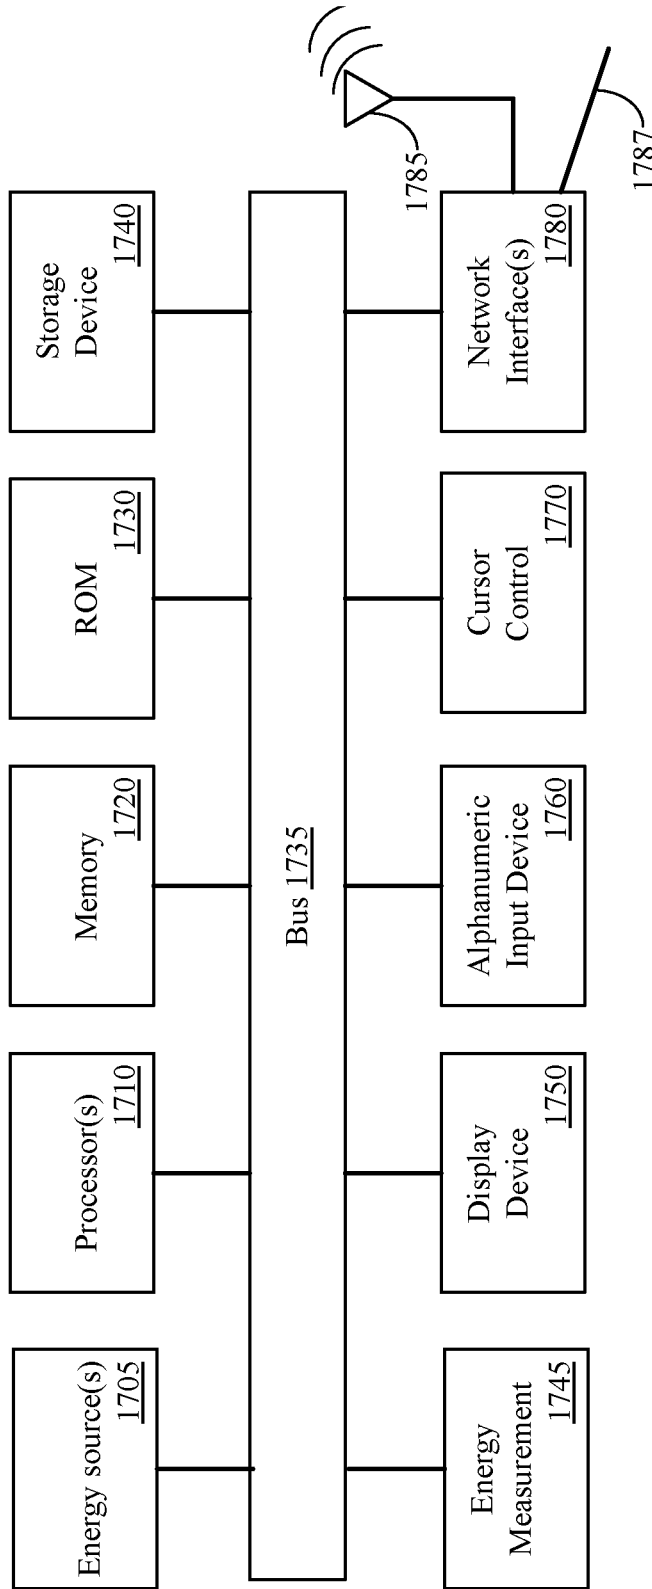 Energy source(s)
1705
Processor(s)
1710
Memory
1720
ROM
1730
Storage
Device
1740
Bus 1735
Energy
Measurement
1745
Display
Device
1750
Alphanumeric
Input Device
1760
Cursor
Control
1770
Network
Interface(s)
1780
1785
1787